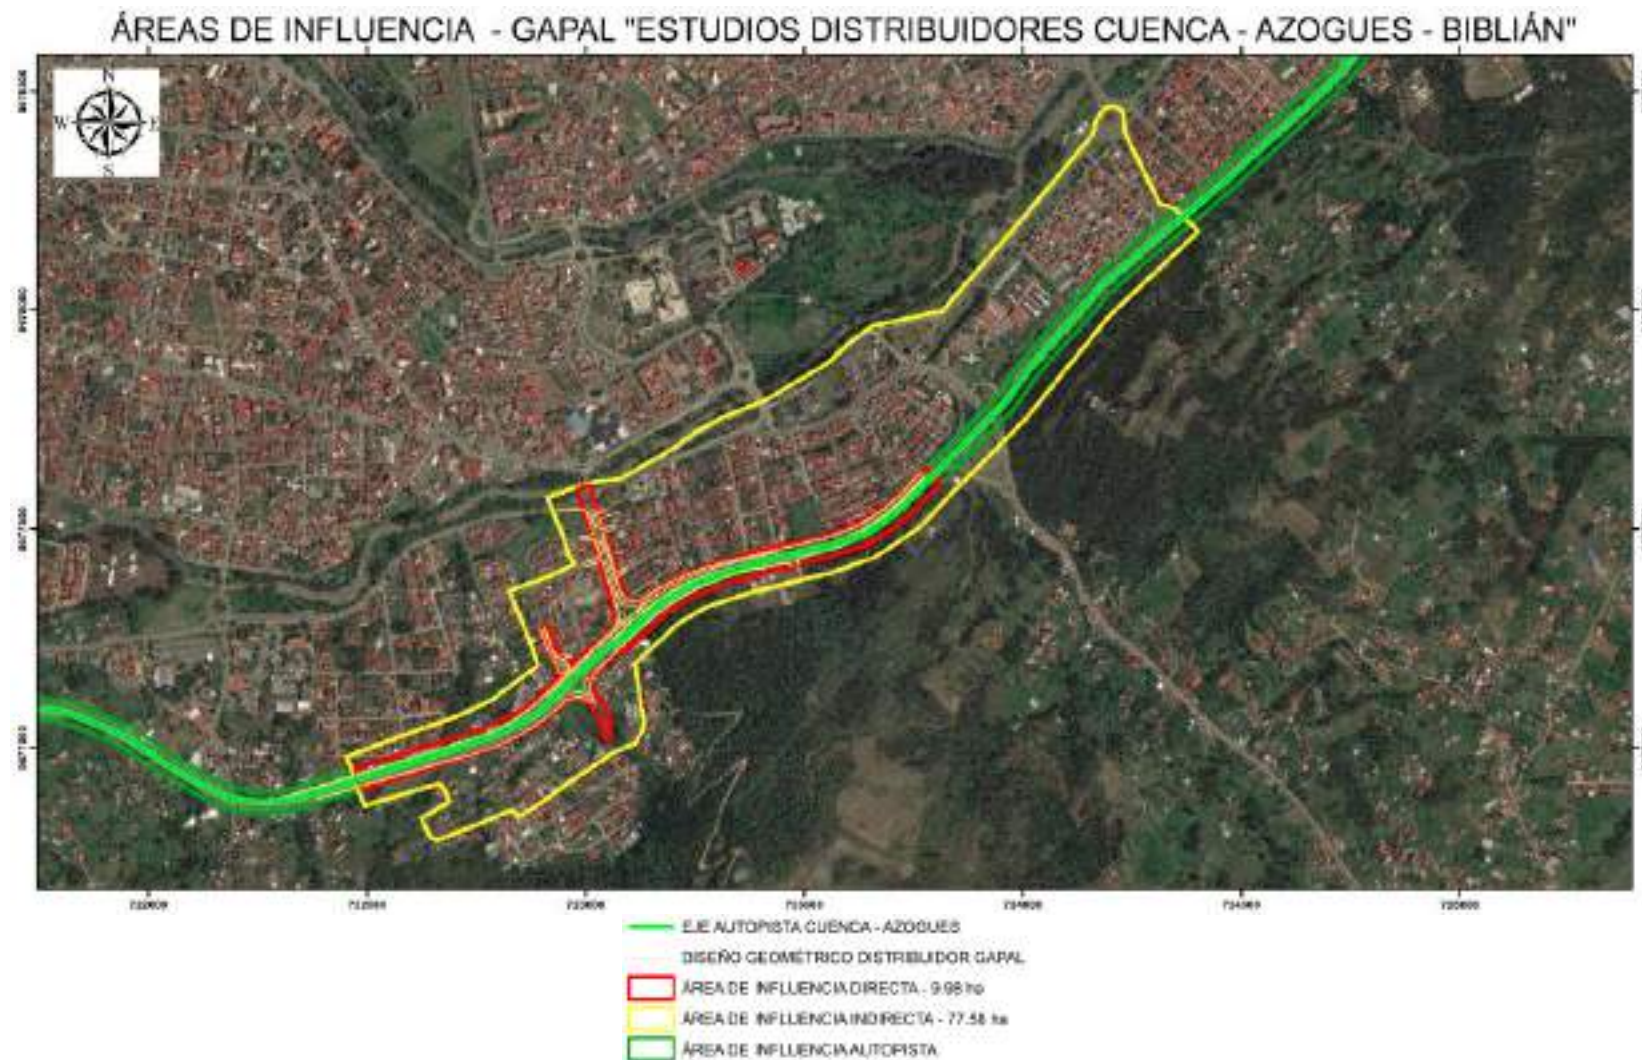 ÁREAS DE INFLUENCIA - GAPAL "ESTUDIOS DISTRIBUIDORES CUENCA - AZOGUES - BIBLIÁN"
N
W E
S
EJE AUTOPISTA CUENCA - AZOGUES
DISEÑO GEOMÉTRICO DISTRIBUIDOR GAPAL
ÁREA DE INFLUENCIA DIRECTA - 9.98 ha
ÁREA DE INFLUENCIA INDIRECTA - 77.58 ha
ÁREA DE INFLUENCIA AUTOPISTA